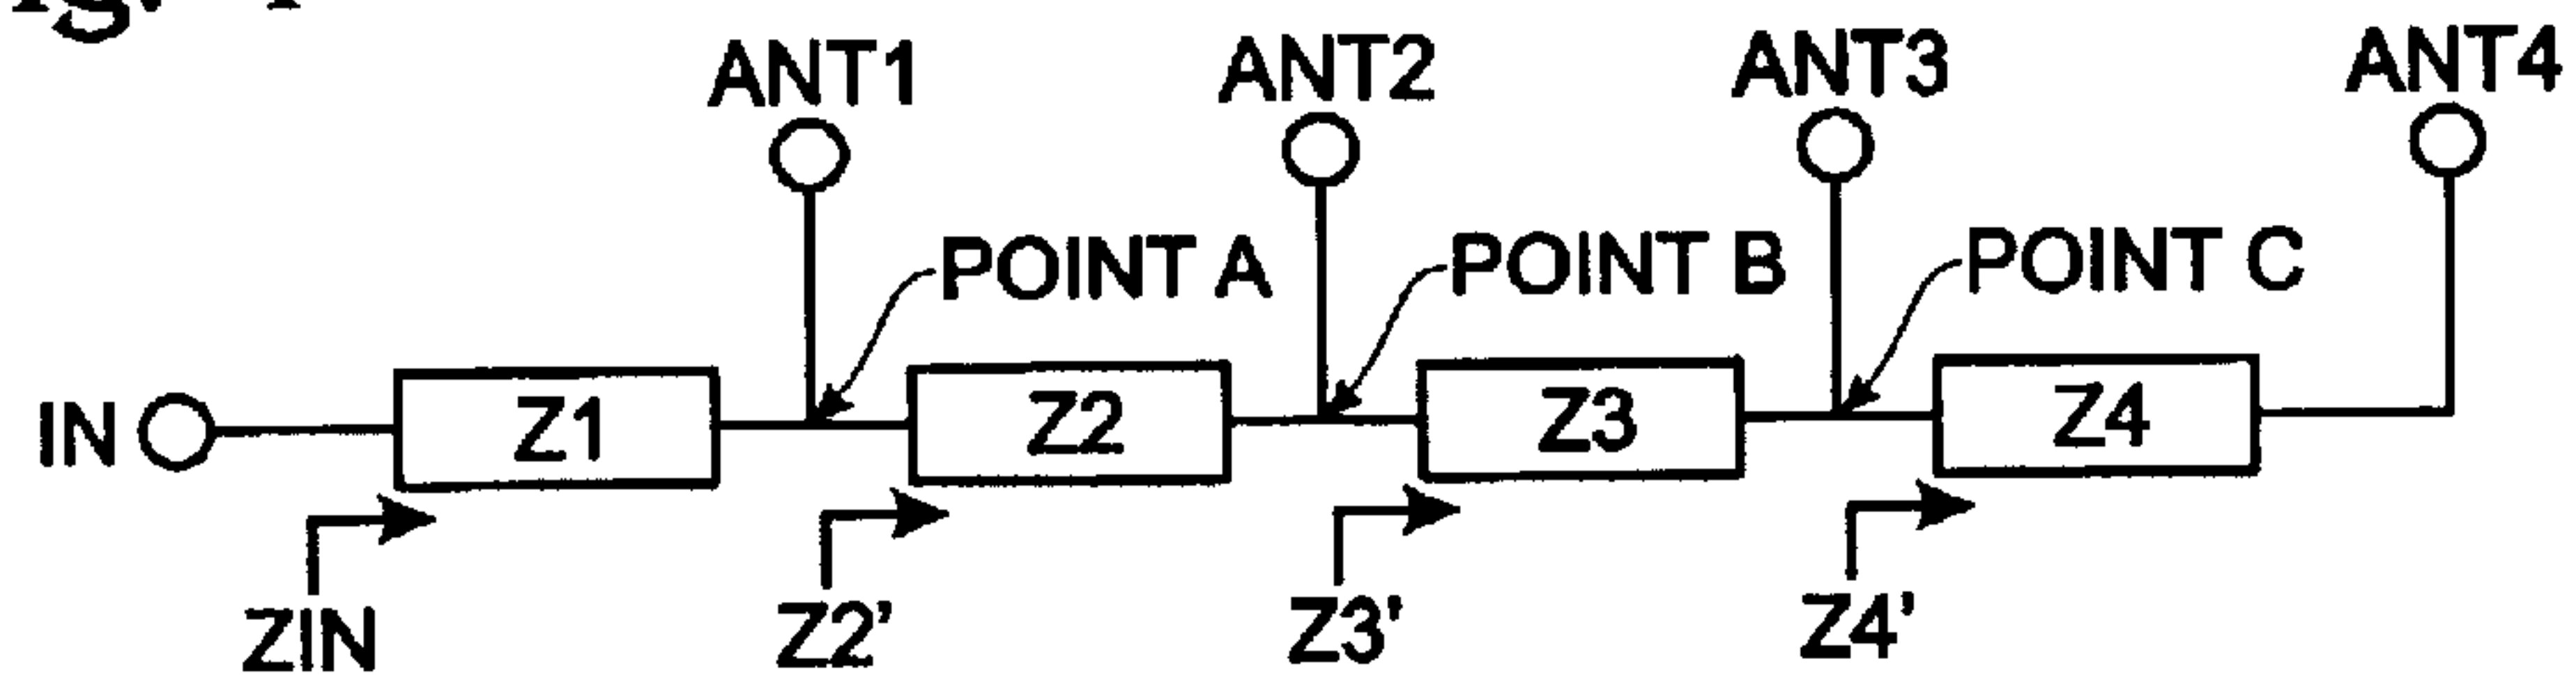 ANT1 ANT2 ANT3 ANT4
POINT A POINT B POINT C
IN Z1 Z2 Z3 Z4
ZIN Z2' Z3' Z4'